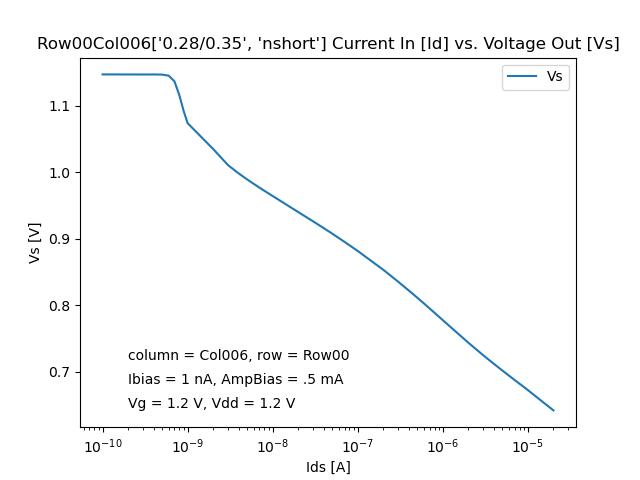 Row00Col006['0.28/0.35', 'nshort'] Current In [Id] vs. Voltage Out [Vs]
Vs
1.1
1.0
0.9
0.8
0.7
Vs [V]
column = Col006, row = Row00
Ibias = 1 nA, AmpBias = .5 mA
Vg = 1.2 V, Vdd = 1.2 V
10⁻¹⁰ 10⁻⁹ 10⁻⁸ 10⁻⁷ 10⁻⁶ 10⁻⁵
Ids [A]